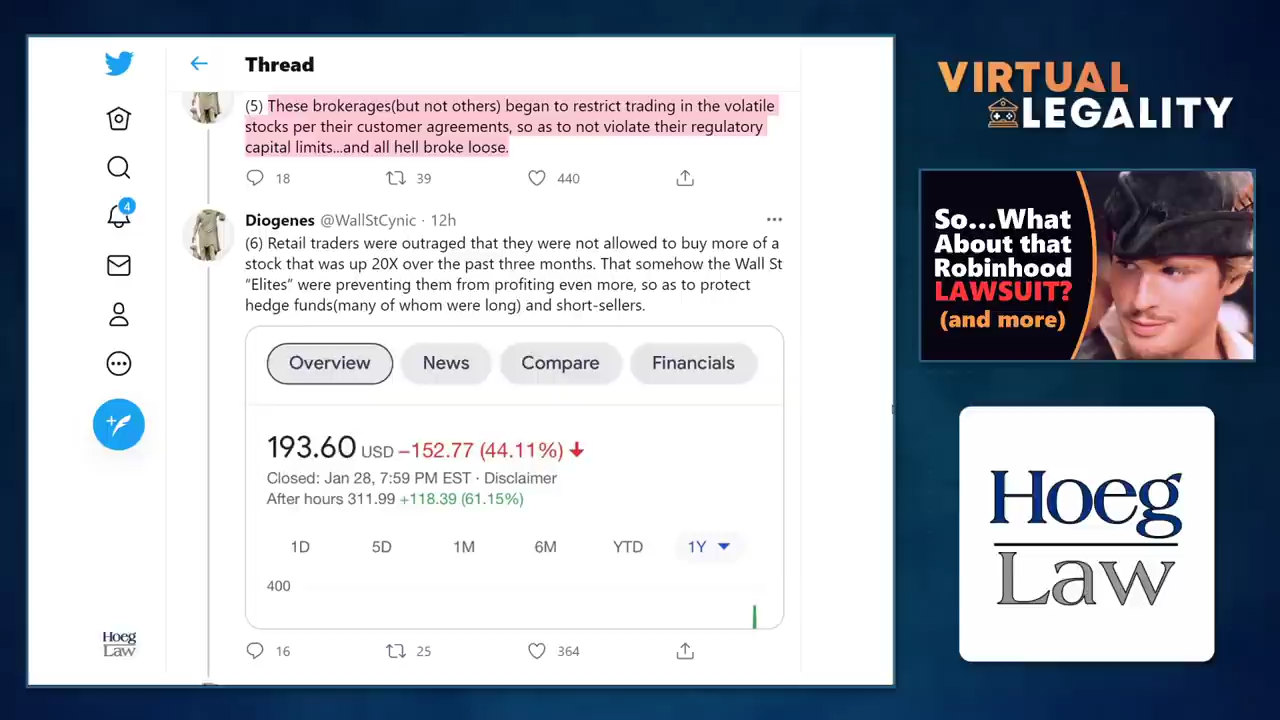 Thread
(5) These brokerages(but not others) began to restrict trading in the volatile
stocks per their customer agreements, so as to not violate their regulatory
capital limits...and all hell broke loose.
18 39 440
4
Diogenes @WallStCynic · 12h
(6) Retail traders were outraged that they were not allowed to buy more of a
stock that was up 20X over the past three months. That somehow the Wall St
"Elites" were preventing them from profiting even more, so as to protect
hedge funds(many of whom were long) and short-sellers.
Overview News Compare Financials
193.60 USD −152.77 (44.11%)
Closed: Jan 28, 7:59 PM EST · Disclaimer
After hours 311.99 +118.39 (61.15%)
1D 5D 1M 6M YTD 1Y
400
16 25 364
Hoeg
Law
VIRTUAL
LEGALITY
So...What
About that
Robinhood
LAWSUIT?
(and more)
Hoeg
Law